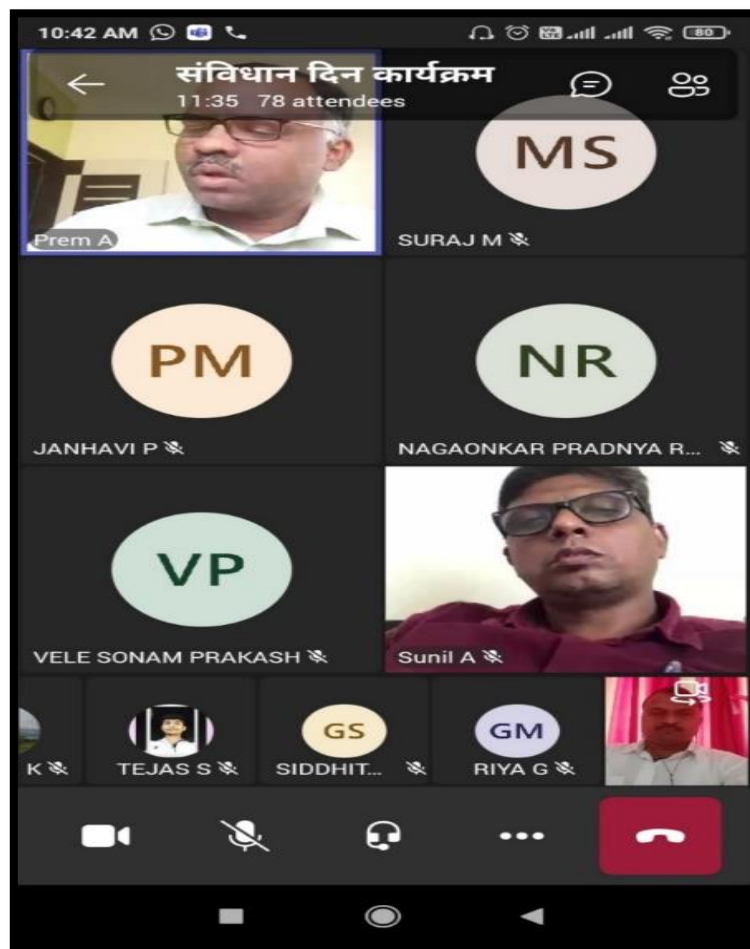 10:42 AM 80
संविधान दिन कार्यक्रम
11:35 78 attendees
Prem A
MS
SURAJ M
PM
JANHAVI P
NR
NAGAONKAR PRADNYA R...
VP
VELE SONAM PRAKASH
Sunil A
K
TEJAS S
GS
SIDDHIT...
GM
RIYA G